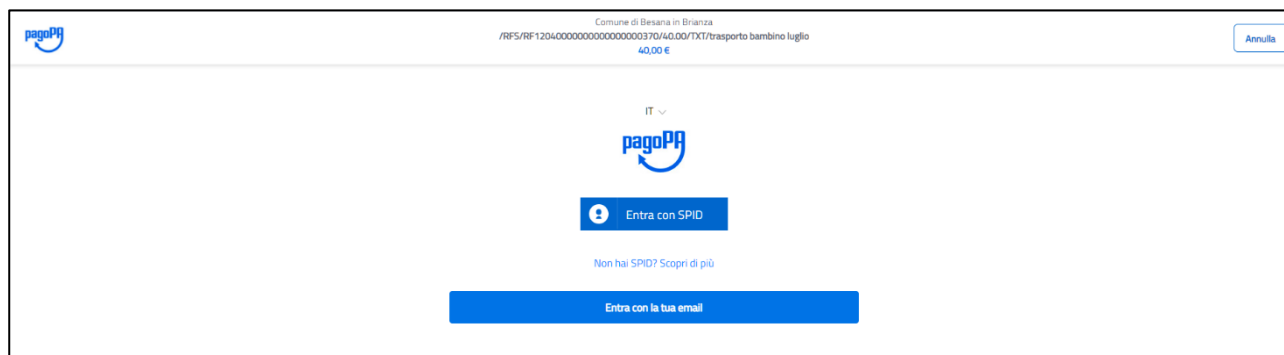 pagoPA
Comune di Besana in Brianza
/RFS/RF12040000000000000000370/40.00/TXT/trasporto bambino luglio
40,00 €
Annulla
IT
pagoPA
Entra con SPID
Non hai SPID? Scopri di più
Entra con la tua email